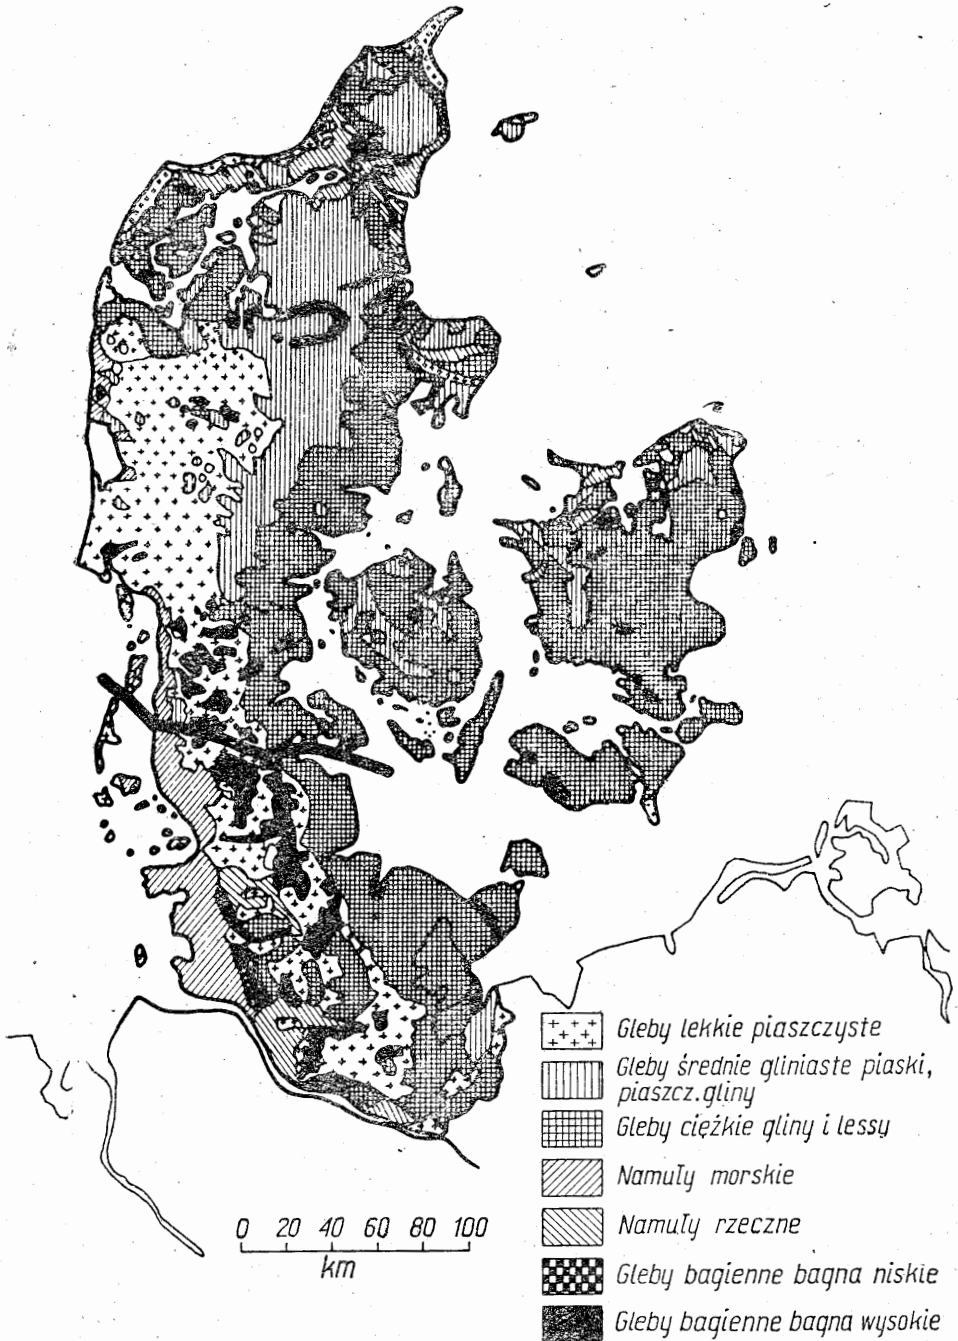 Gleby lekkie piaszczyste
Gleby średnie gliniaste piaski,
piaszcz. gliny
Gleby ciężkie gliny i lessy
Namuły morskie
Namuły rzeczne
Gleby bagienne bagna niskie
Gleby bagienne bagna wysokie
0 20 40 60 80 100
km